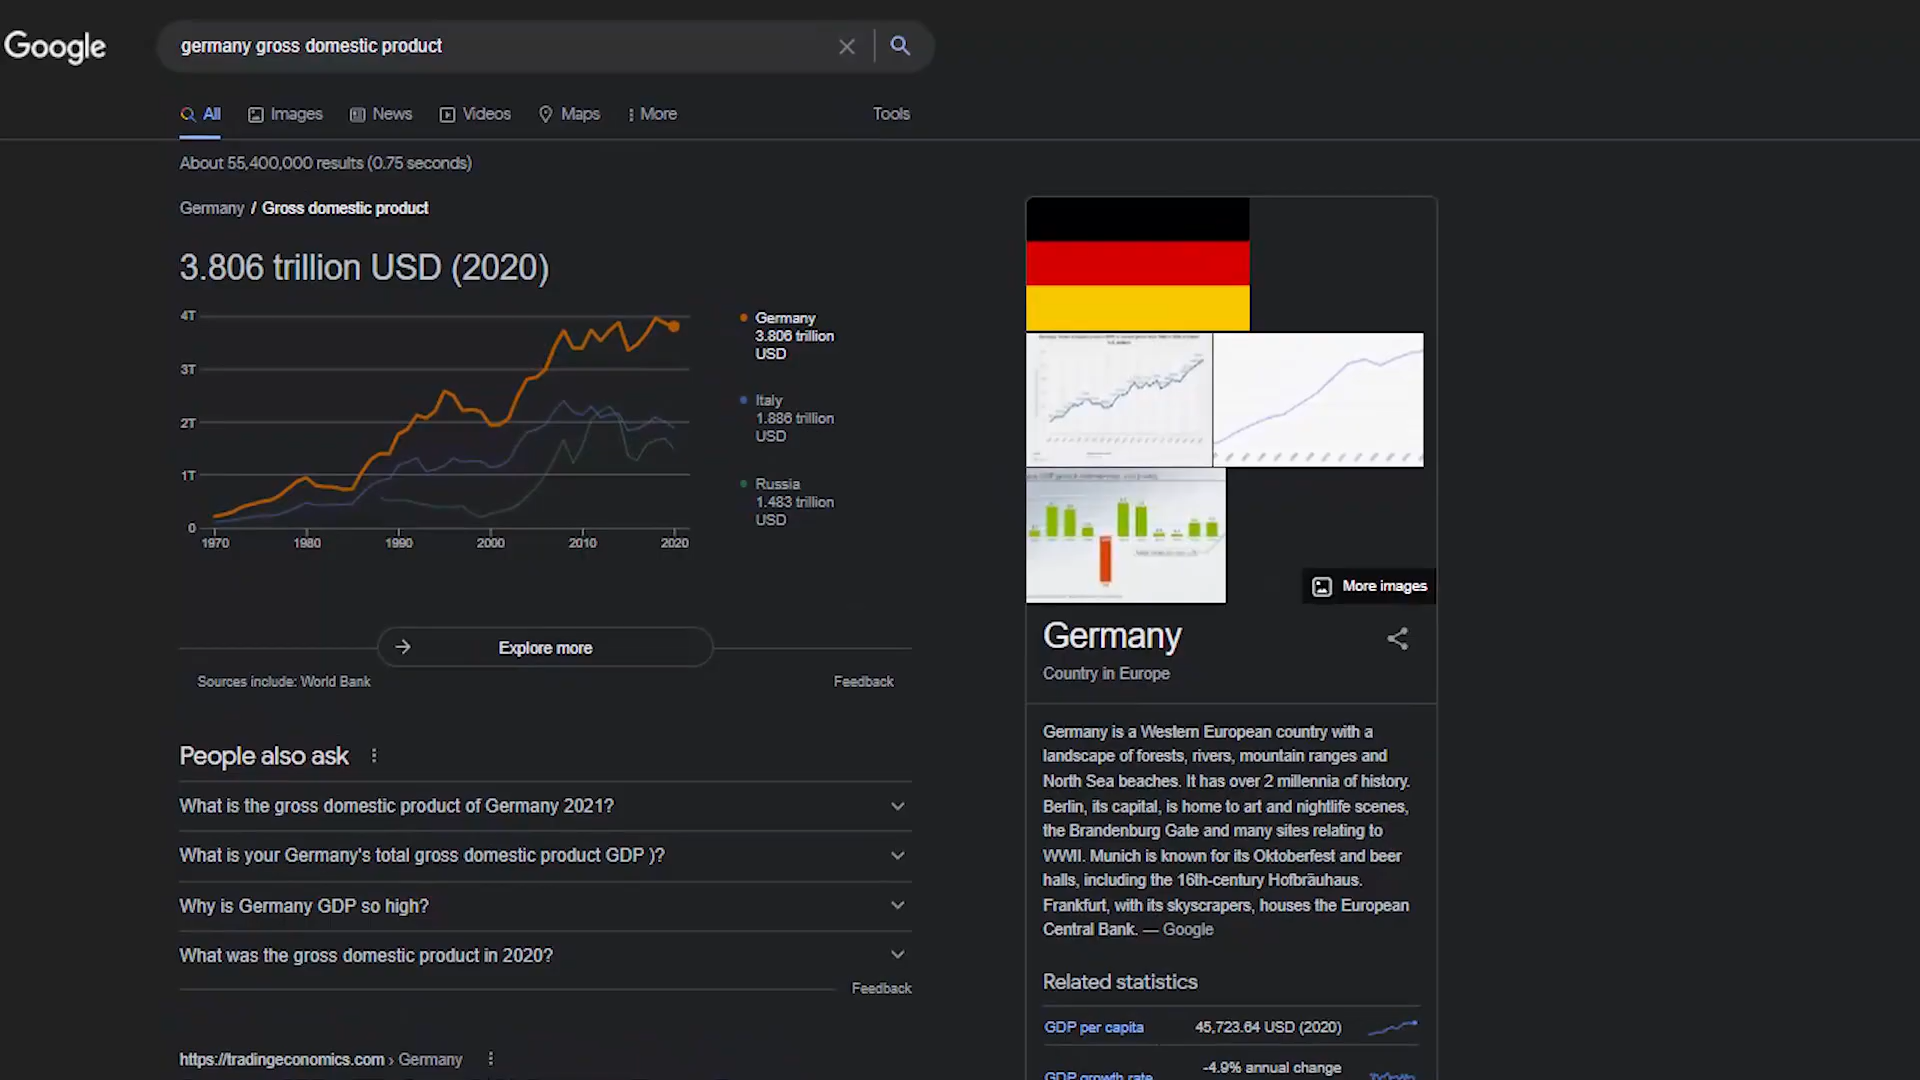 Google
germany gross domestic product
All Images News Videos Maps More Tools
About 55,400,000 results (0.75 seconds)
Germany / Gross domestic product
3.806 trillion USD (2020)
4T
3T
2T
1T
0
1970 1980 1990 2000 2010 2020
Germany
3.806 trillion
USD
Italy
1.886 trillion
USD
Russia
1.483 trillion
USD
Explore more
Sources include: World Bank
Feedback
People also ask
What is the gross domestic product of Germany 2021?
What is your Germany's total gross domestic product GDP )?
Why is Germany GDP so high?
What was the gross domestic product in 2020?
Feedback
https://tradingeconomics.com › Germany
More images
Germany
Country in Europe
Germany is a Western European country with a
landscape of forests, rivers, mountain ranges and
North Sea beaches. It has over 2 millennia of history.
Berlin, its capital, is home to art and nightlife scenes,
the Brandenburg Gate and many sites relating to
WWII. Munich is known for its Oktoberfest and beer
halls, including the 16th-century Hofbräuhaus.
Frankfurt, with its skyscrapers, houses the European
Central Bank. — Google
Related statistics
GDP per capita 45,723.64 USD (2020)
GDP growth rate -4.9% annual change